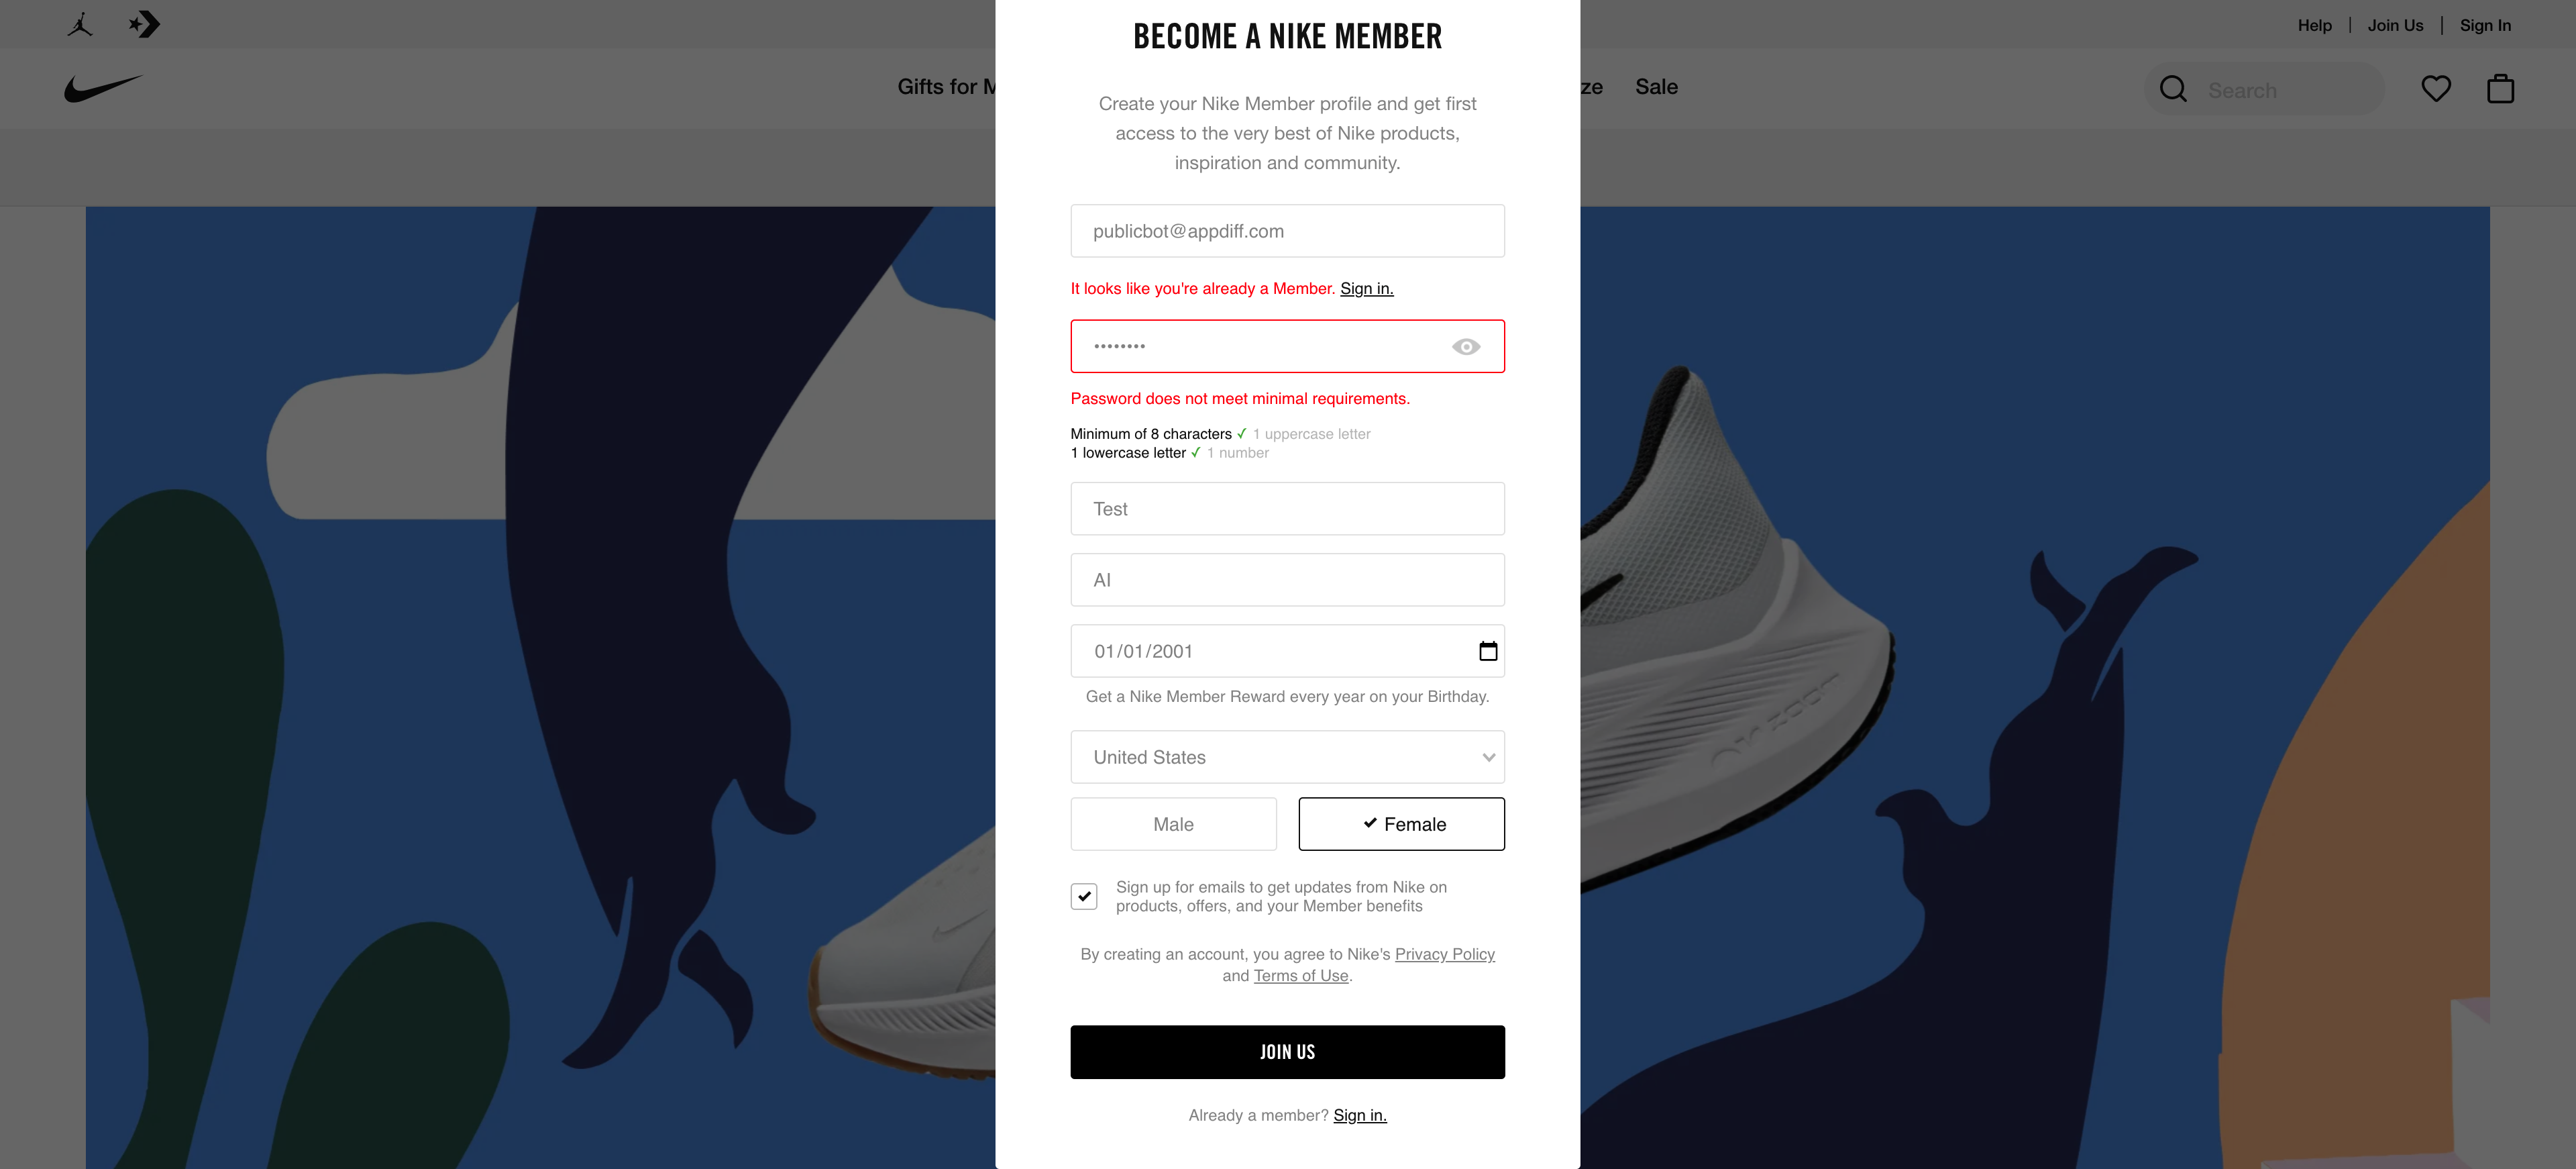 Help | Join Us | Sign In
Gifts for M
ze Sale
Search
BECOME A NIKE MEMBER
Create your Nike Member profile and get first
access to the very best of Nike products,
inspiration and community.
publicbot@appdiff.com
It looks like you're already a Member. Sign in.
••••••••
Password does not meet minimal requirements.
Minimum of 8 characters ✓ 1 uppercase letter
1 lowercase letter ✓ 1 number
Test
AI
01/01/2001
Get a Nike Member Reward every year on your Birthday.
United States
Male
Female
Sign up for emails to get updates from Nike on
products, offers, and your Member benefits
By creating an account, you agree to Nike's Privacy Policy
and Terms of Use.
JOIN US
Already a member? Sign in.